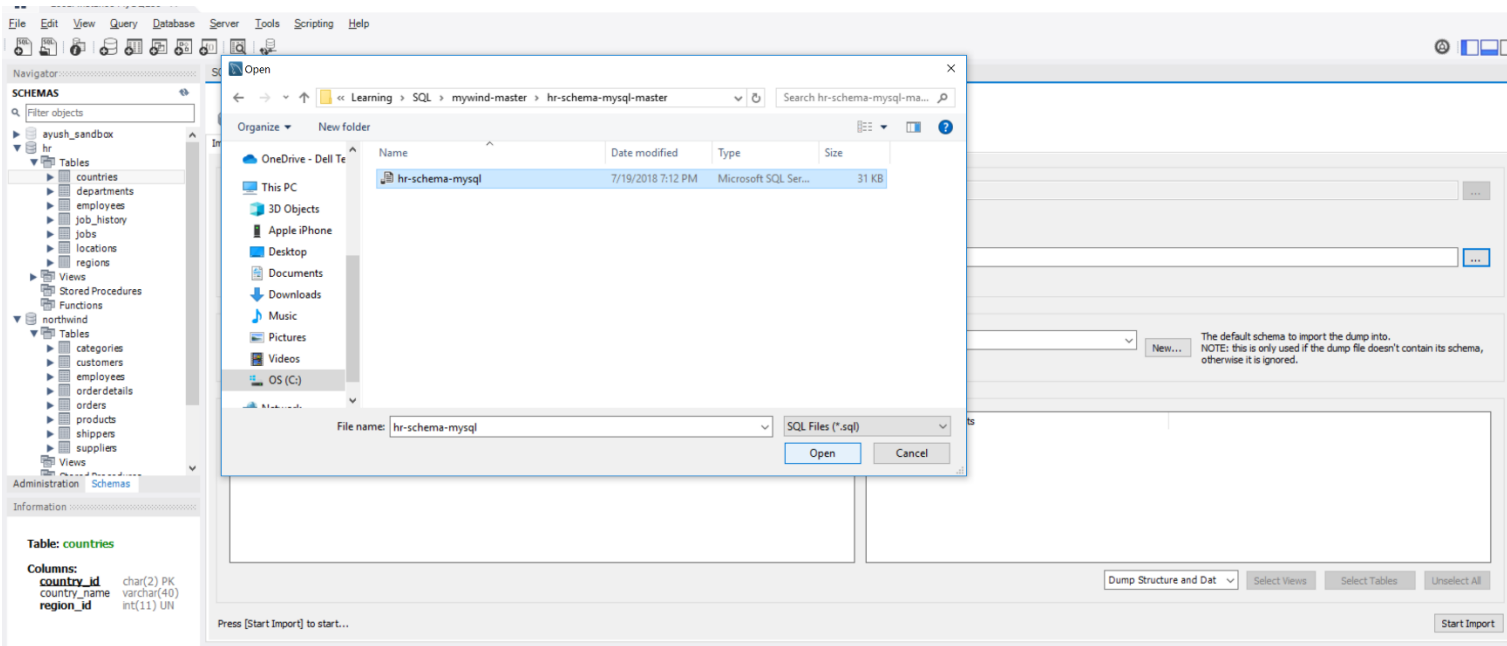 File Edit View Query Database Server Tools Scripting Help
Navigator
SCHEMAS
Filter objects
ayush_sandbox
hr
Tables
countries
departments
employees
job_history
jobs
locations
regions
Views
Stored Procedures
Functions
northwind
Tables
categories
customers
employees
orderdetails
orders
products
shippers
suppliers
Views
Administration Schemas
Information
Table: countries
Columns:
country_id char(2) PK
country_name varchar(40)
region_id int(11) UN
Open
« Learning > SQL > mywind-master > hr-schema-mysql-master
Search hr-schema-mysql-ma...
Organize New folder
OneDrive - Dell Te
This PC
3D Objects
Apple iPhone
Desktop
Documents
Downloads
Music
Pictures
Videos
OS (C:)
Name Date modified Type Size
hr-schema-mysql 7/19/2018 7:12 PM Microsoft SQL Ser... 31 KB
File name: hr-schema-mysql SQL Files (*.sql)
Open Cancel
...
...
New...
The default schema to import the dump into.
NOTE: this is only used if the dump file doesn't contain its schema,
otherwise it is ignored.
ts
Dump Structure and Dat Select Views Select Tables Unselect All
Press [Start Import] to start... Start Import